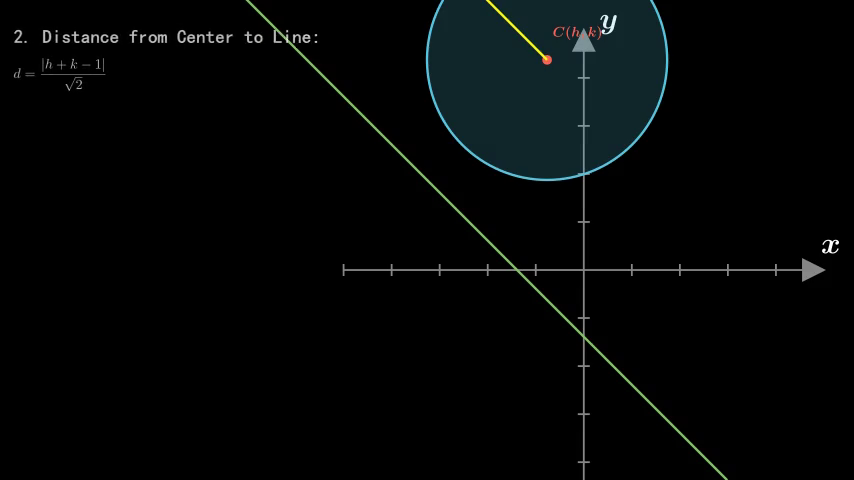 2. Distance from Center to Line:
d = |h + k − 1| / √2
C(h, k)
y
x